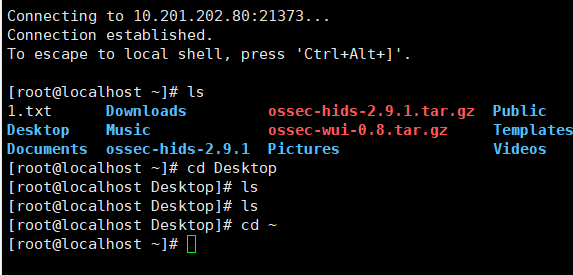 Connecting to 10.201.202.80:21373...
Connection established.
To escape to local shell, press 'Ctrl+Alt+]'.
[root@localhost ~]# ls
1.txt Downloads ossec-hids-2.9.1.tar.gz Public
Desktop Music ossec-wui-0.8.tar.gz Templates
Documents ossec-hids-2.9.1 Pictures Videos
[root@localhost ~]# cd Desktop
[root@localhost Desktop]# ls
[root@localhost Desktop]# ls
[root@localhost Desktop]# cd ~
[root@localhost ~]#